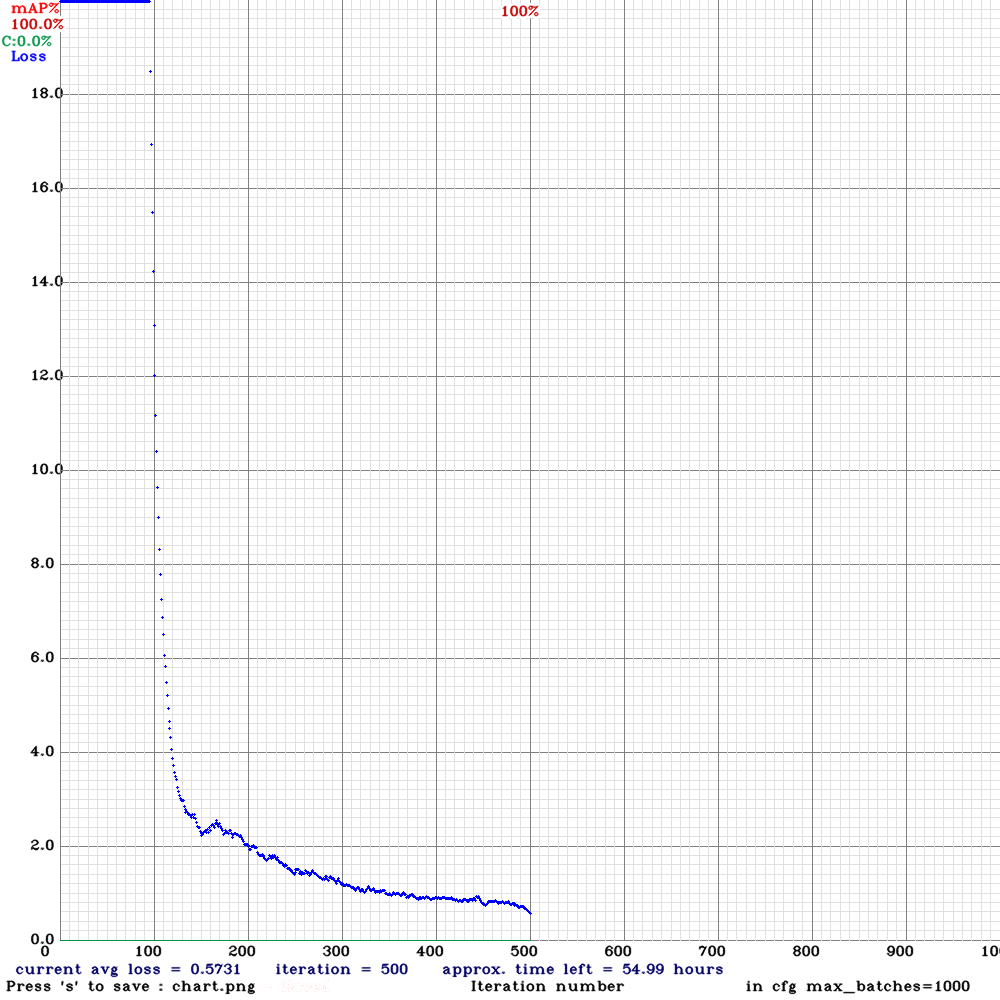 mAP%
100%
100.0%
C:0.0%
Loss
18.0
16.0
14.0
12.0
10.0
8.0
6.0
4.0
2.0
0.0
0 100 200 300 400 500 600 700 800 900 100
current avg loss = 0.5731 iteration = 500 approx. time left = 54.99 hours
Press 's' to save : chart.png Iteration number in cfg max_batches=1000